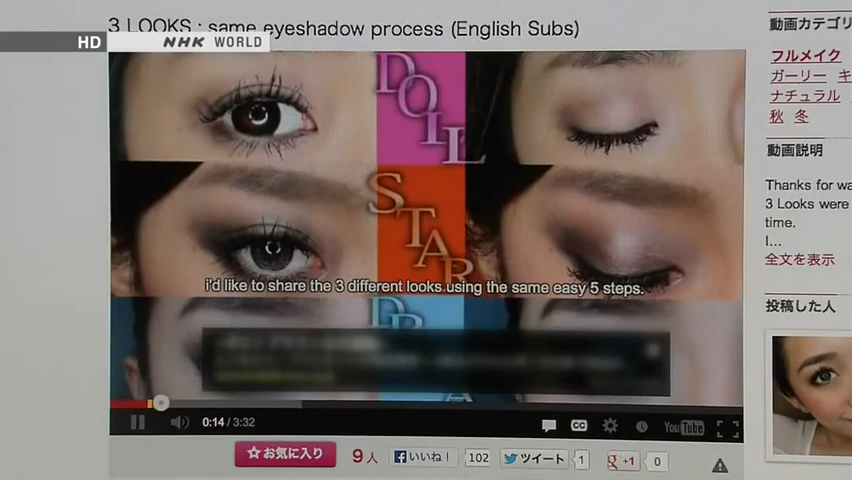 3 LOOKS : same eyeshadow process (English Subs)
HD
NHK WORLD
DOLL
STAR
i'd like to share the 3 different looks using the same easy 5 steps.
0:14 / 3:32
CC
YouTube
お気に入り
9人
いいね!
102
ツイート
1
g+1
0
動画カテゴリ
フルメイク
ガーリー キ
ナチュラル
秋 冬
動画説明
Thanks for wa
3 Looks were
time.
I...
全文を表示
投稿した人